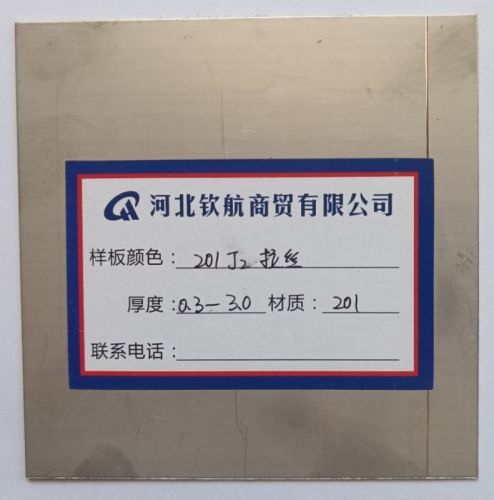 河北钦航商贸有限公司
样板颜色：201 J2 拉丝
厚度：0.3-3.0 材质：201
联系电话：